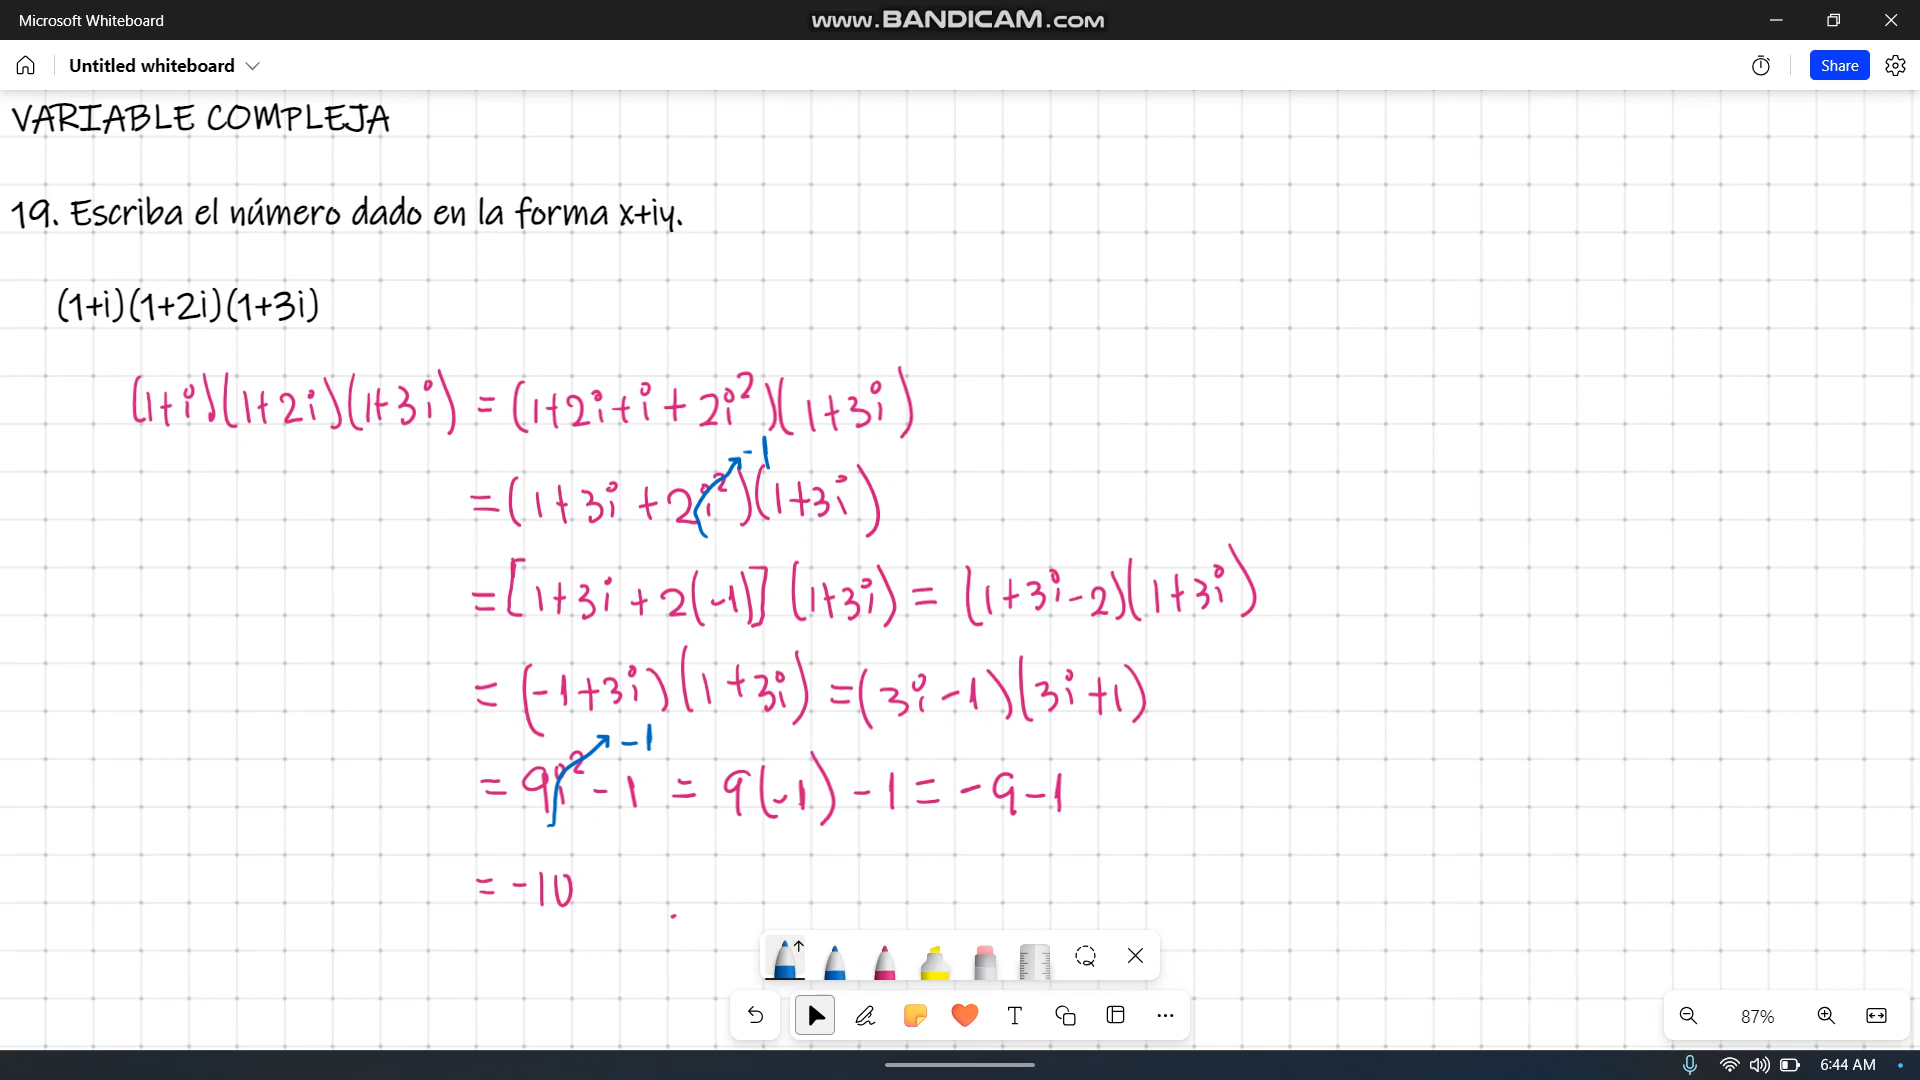 Microsoft Whiteboard
www.BANDICAM.com
Untitled whiteboard
Share
VARIABLE COMPLEJA
19. Escriba el número dado en la forma x+iy.
(1+i)(1+2i)(1+3i)
(1+i)(1+2i)(1+3i) = (1+2i+i+2i²)(1+3i)
-1
=(1+3i+2i²)(1+3i)
=[1+3i+2(-1)](1+3i) = (1+3i-2)(1+3i)
= (-1+3i)(1+3i) =(3i-1)(3i+1)
-1
= 9i²-1 = 9(-1)-1 = -9-1
= -10
T
87%
6:44 AM